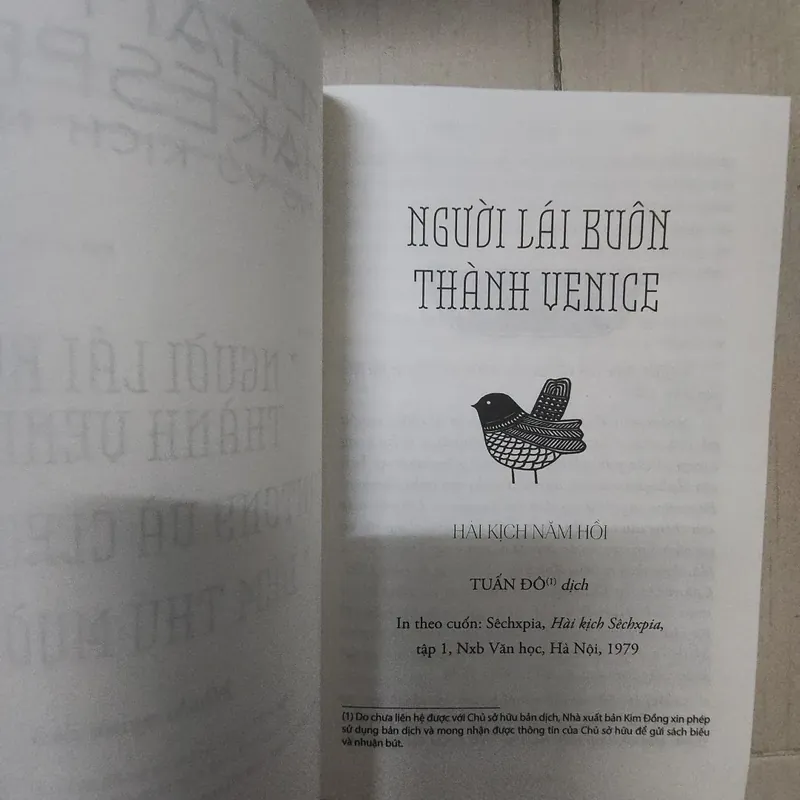 NGƯỜI LÁI BUÔN
THÀNH VENICE
HÀI KỊCH NĂM HỒI
TUẤN ĐÔ(1) dịch
In theo cuốn: Sêchxpia, Hài kịch Sêchxpia,
tập 1, Nxb Văn học, Hà Nội, 1979
(1) Do chưa liên hệ được với Chủ sở hữu bản dịch, Nhà xuất bản Kim Đồng xin phép
sử dụng bản dịch và mong nhận được thông tin của Chủ sở hữu để gửi sách biếu
và nhuận bút.